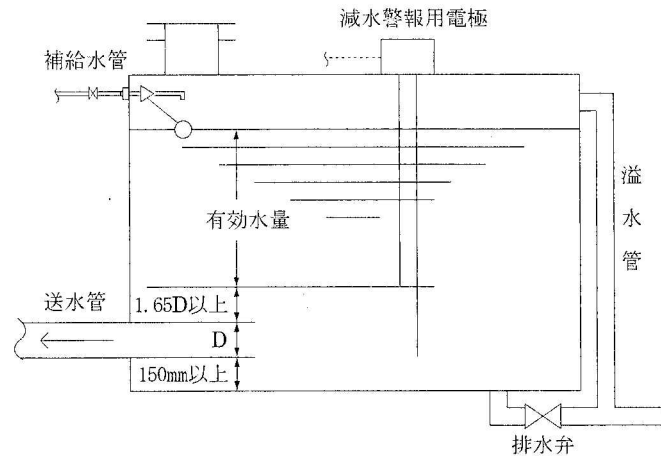 減水警報用電極
補給水管
有効水量
溢水管
送水管
1.65D以上
D
150mm以上
排水弁